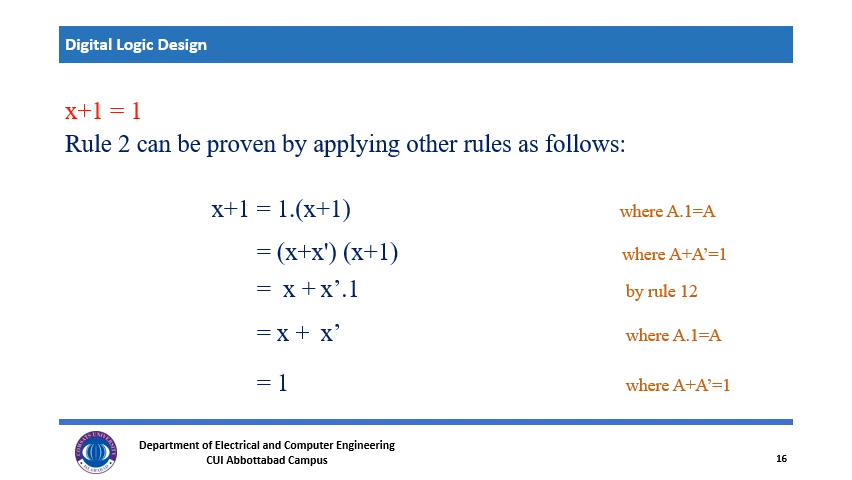 Digital Logic Design
x+1 = 1
Rule 2 can be proven by applying other rules as follows:
x+1 = 1.(x+1) where A.1=A
= (x+x') (x+1) where A+A’=1
= x + x’.1 by rule 12
= x + x’ where A.1=A
= 1 where A+A’=1
Department of Electrical and Computer Engineering
CUI Abbottabad Campus
16